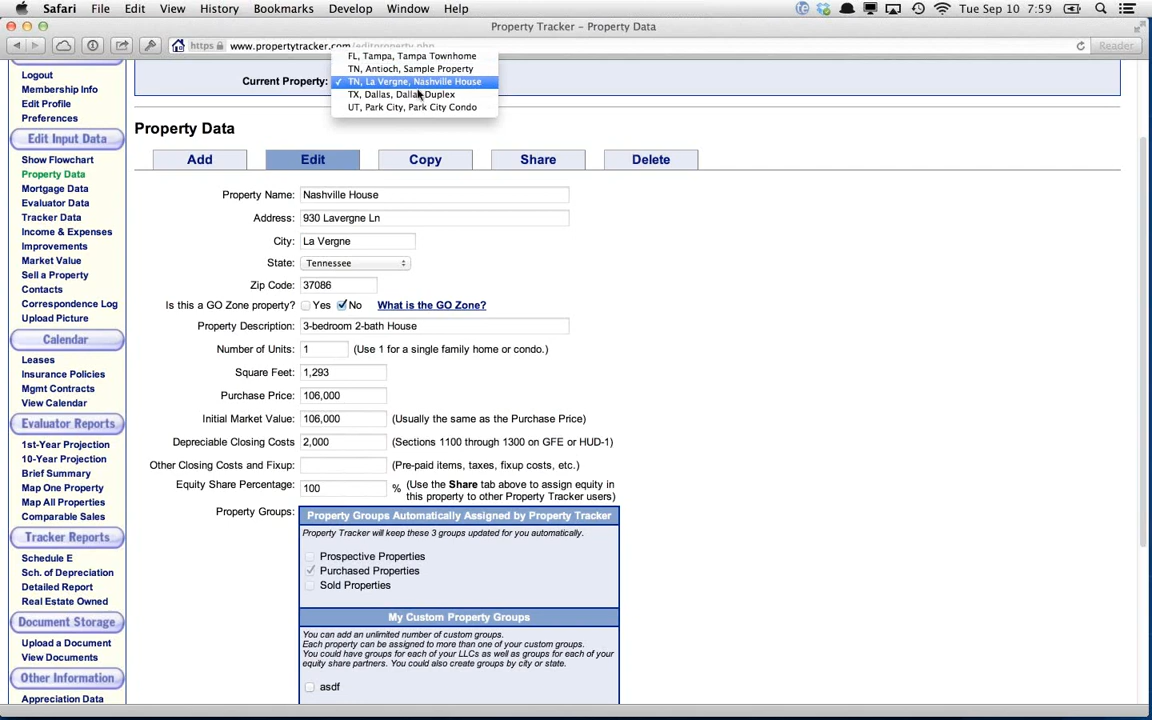 Safari File Edit View History Bookmarks Develop Window Help Tue Sep 10 7:59
Property Tracker – Property Data
https www.propertytracker.com/editproperty.php Reader
FL, Tampa, Tampa Townhome
TN, Antioch, Sample Property
Current Property: ✓ TN, La Vergne, Nashville House
TX, Dallas, Dallas Duplex
UT, Park City, Park City Condo
Logout
Membership Info
Edit Profile
Preferences
Edit Input Data
Show Flowchart
Property Data
Mortgage Data
Evaluator Data
Tracker Data
Income & Expenses
Improvements
Market Value
Sell a Property
Contacts
Correspondence Log
Upload Picture
Calendar
Leases
Insurance Policies
Mgmt Contracts
View Calendar
Evaluator Reports
1st-Year Projection
10-Year Projection
Brief Summary
Map One Property
Map All Properties
Comparable Sales
Tracker Reports
Schedule E
Sch. of Depreciation
Detailed Report
Real Estate Owned
Document Storage
Upload a Document
View Documents
Other Information
Appreciation Data
Property Data
Add Edit Copy Share Delete
Property Name: Nashville House
Address: 930 Lavergne Ln
City: La Vergne
State: Tennessee
Zip Code: 37086
Is this a GO Zone property? Yes ✓ No What is the GO Zone?
Property Description: 3-bedroom 2-bath House
Number of Units: 1 (Use 1 for a single family home or condo.)
Square Feet: 1,293
Purchase Price: 106,000
Initial Market Value: 106,000 (Usually the same as the Purchase Price)
Depreciable Closing Costs 2,000 (Sections 1100 through 1300 on GFE or HUD-1)
Other Closing Costs and Fixup: (Pre-paid items, taxes, fixup costs, etc.)
Equity Share Percentage: 100 % (Use the Share tab above to assign equity in
this property to other Property Tracker users)
Property Groups: Property Groups Automatically Assigned by Property Tracker
Property Tracker will keep these 3 groups updated for you automatically.
Prospective Properties
✓ Purchased Properties
Sold Properties
My Custom Property Groups
You can add an unlimited number of custom groups.
Each property can be assigned to more than one of your custom groups.
You could have groups for each of your LLCs as well as groups for each of your
equity share partners. You could also create groups by city or state.
asdf